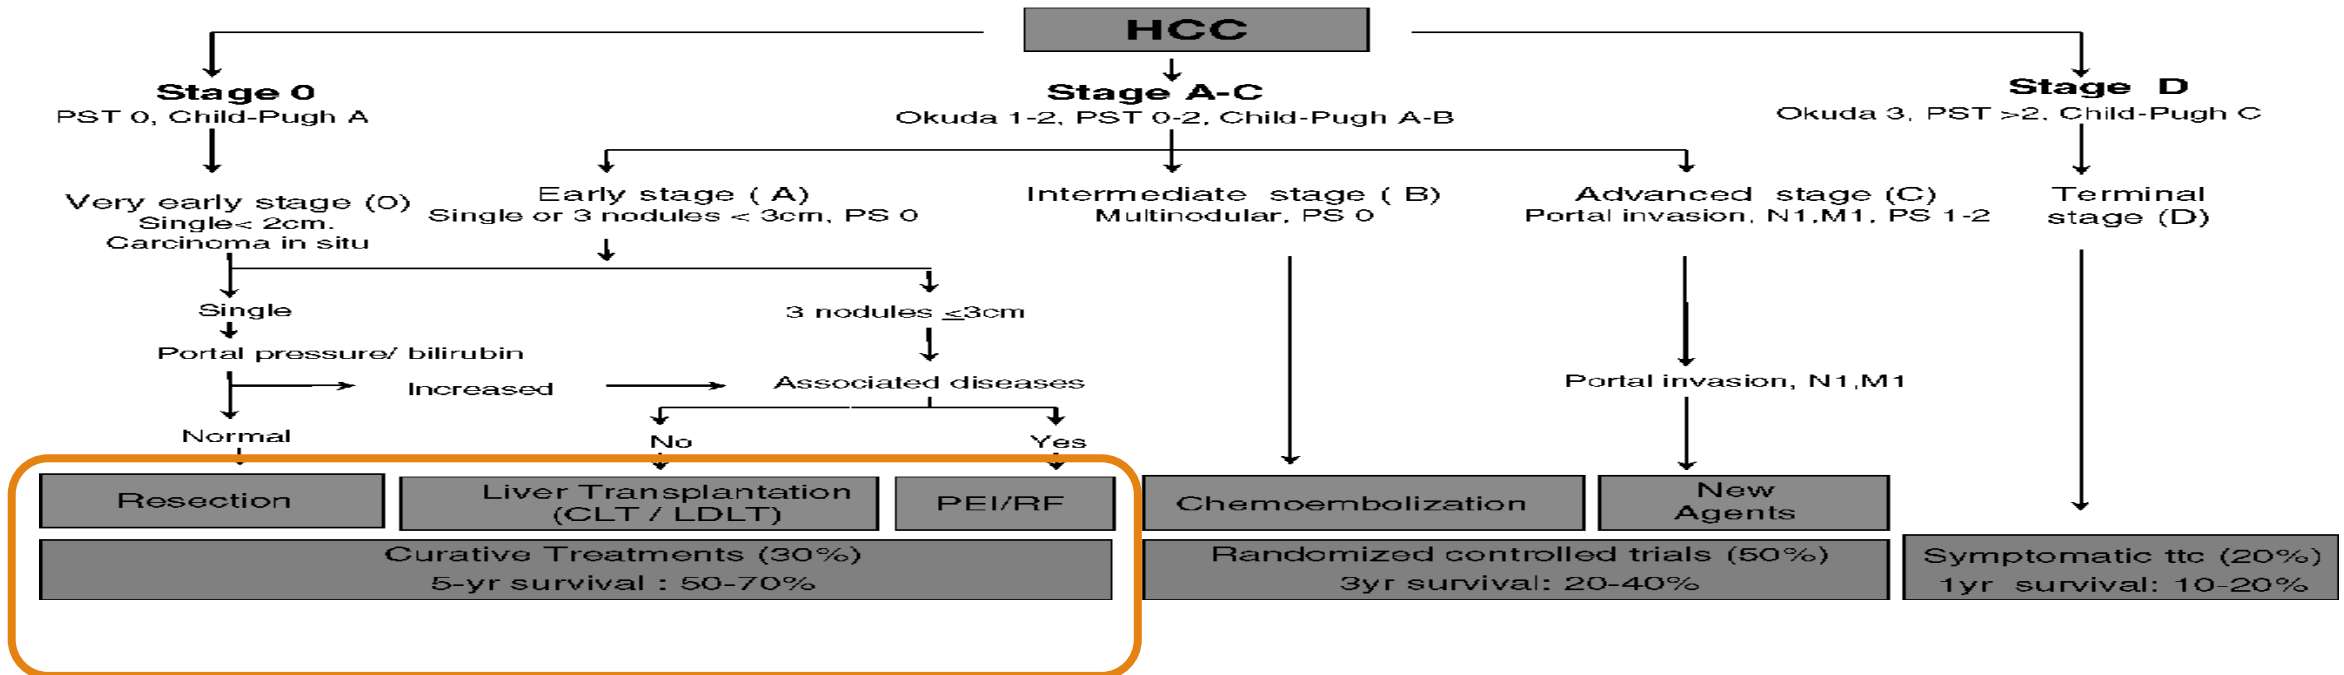 HCC
Stage 0
PST 0, Child-Pugh A
Stage A-C
Okuda 1-2, PST 0-2, Child-Pugh A-B
Stage D
Okuda 3, PST >2, Child-Pugh C
Very early stage (0)
Single< 2cm.
Carcinoma in situ
Early stage ( A)
Single or 3 nodules < 3cm, PS 0
Intermediate stage ( B)
Multinodular, PS 0
Advanced stage (C)
Portal invasion, N1,M1, PS 1-2
Terminal
stage (D)
Single
3 nodules ≤3cm
Portal pressure/ bilirubin
Increased
Associated diseases
Portal invasion, N1,M1
Normal
No
Yes
Resection
Liver Transplantation
(CLT / LDLT)
PEI/RF
Chemoembolization
New
Agents
Curative Treatments (30%)
5-yr survival : 50-70%
Randomized controlled trials (50%)
3yr survival: 20-40%
Symptomatic ttc (20%)
1yr survival: 10-20%